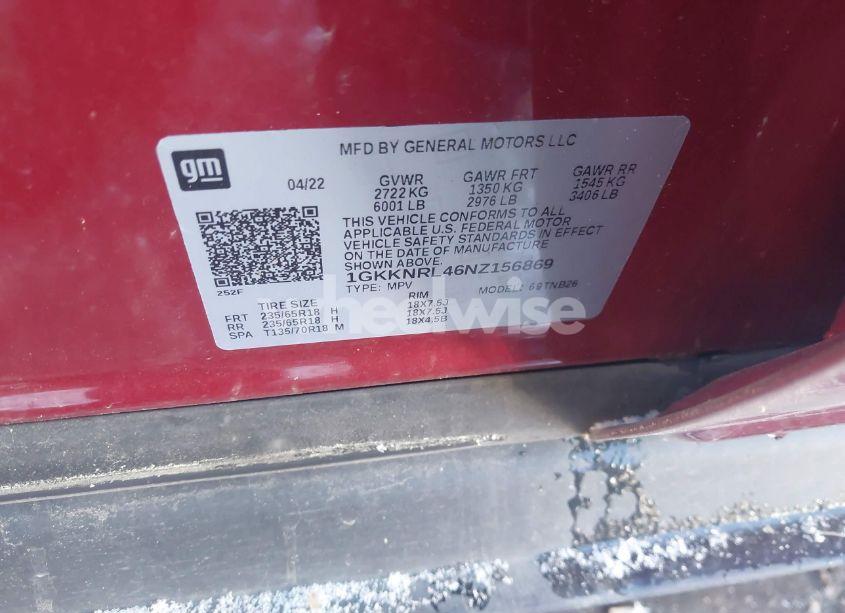 gm
MFD BY GENERAL MOTORS LLC
04/22
GVWR GAWR FRT GAWR RR
2722 KG 1350 KG 1545 KG
6001 LB 2976 LB 3406 LB
THIS VEHICLE CONFORMS TO ALL
APPLICABLE U.S. FEDERAL MOTOR
VEHICLE SAFETY STANDARDS IN EFFECT
ON THE DATE OF MANUFACTURE
SHOWN ABOVE.
1GKKNRL46NZ156869
252F
TYPE: MPV MODEL: 69TNB26
TIRE SIZE RIM
FRT 235/65R18 H 18X7.5J
RR 235/65R18 H 18X7.5J
SPA T135/70R18 M 18X4.5B